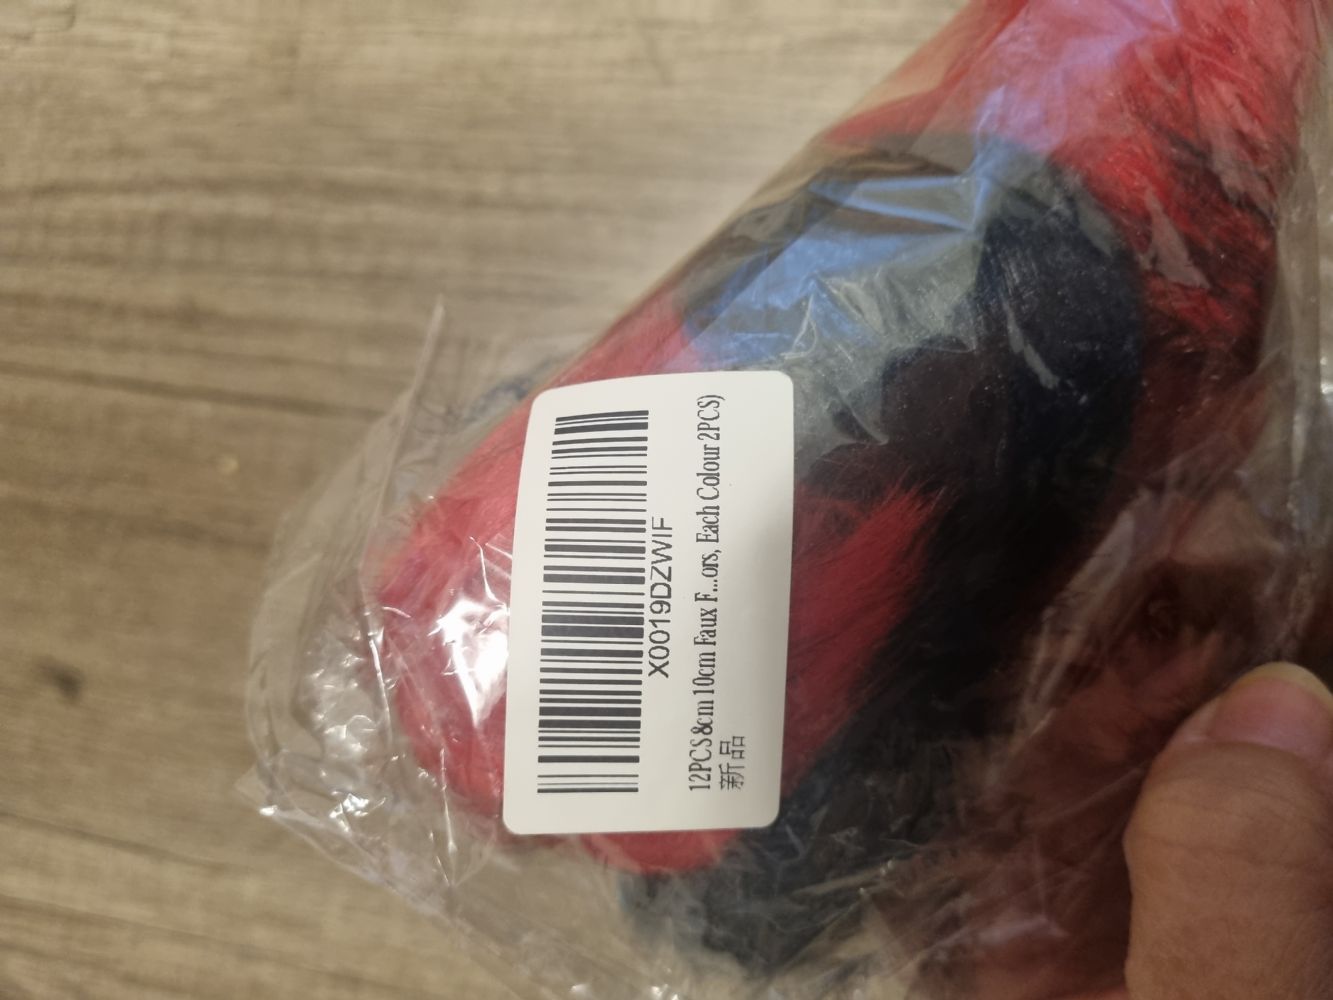 X0019DZWIF
12PCS 8cm 10cm Faux F...ors, Each Colour 2PCS)
新品